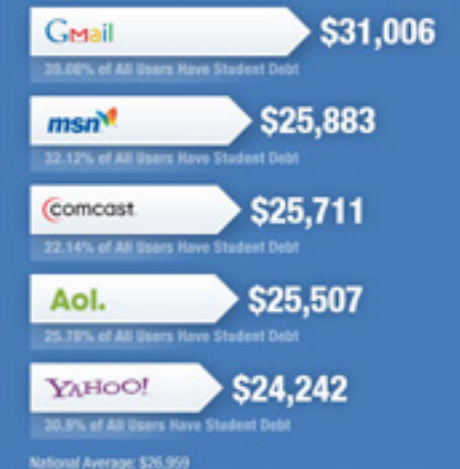 GMail $31,006
39.08% of All Users Have Student Debt
msn $25,883
32.12% of All Users Have Student Debt
comcast $25,711
22.14% of All Users Have Student Debt
Aol. $25,507
25.78% of All Users Have Student Debt
YAHOO! $24,242
30.9% of All Users Have Student Debt
National Average: $26,959